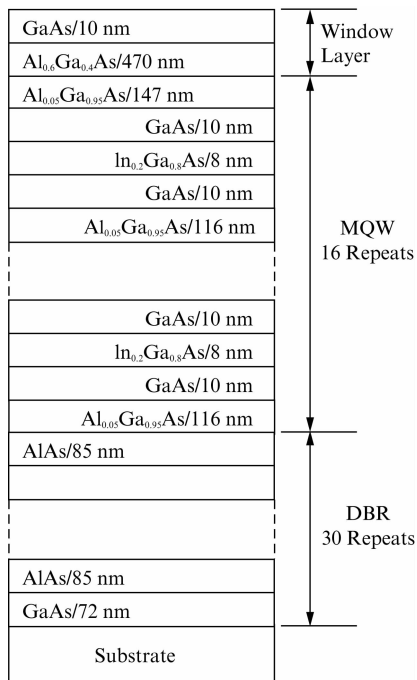 GaAs/10 nm
Al₀.₆Ga₀.₄As/470 nm
Window
Layer
Al₀.₀₅Ga₀.₉₅As/147 nm
GaAs/10 nm
ln₀.₂Ga₀.₈As/8 nm
GaAs/10 nm
Al₀.₀₅Ga₀.₉₅As/116 nm
MQW
16 Repeats
GaAs/10 nm
ln₀.₂Ga₀.₈As/8 nm
GaAs/10 nm
Al₀.₀₅Ga₀.₉₅As/116 nm
AlAs/85 nm
DBR
30 Repeats
AlAs/85 nm
GaAs/72 nm
Substrate